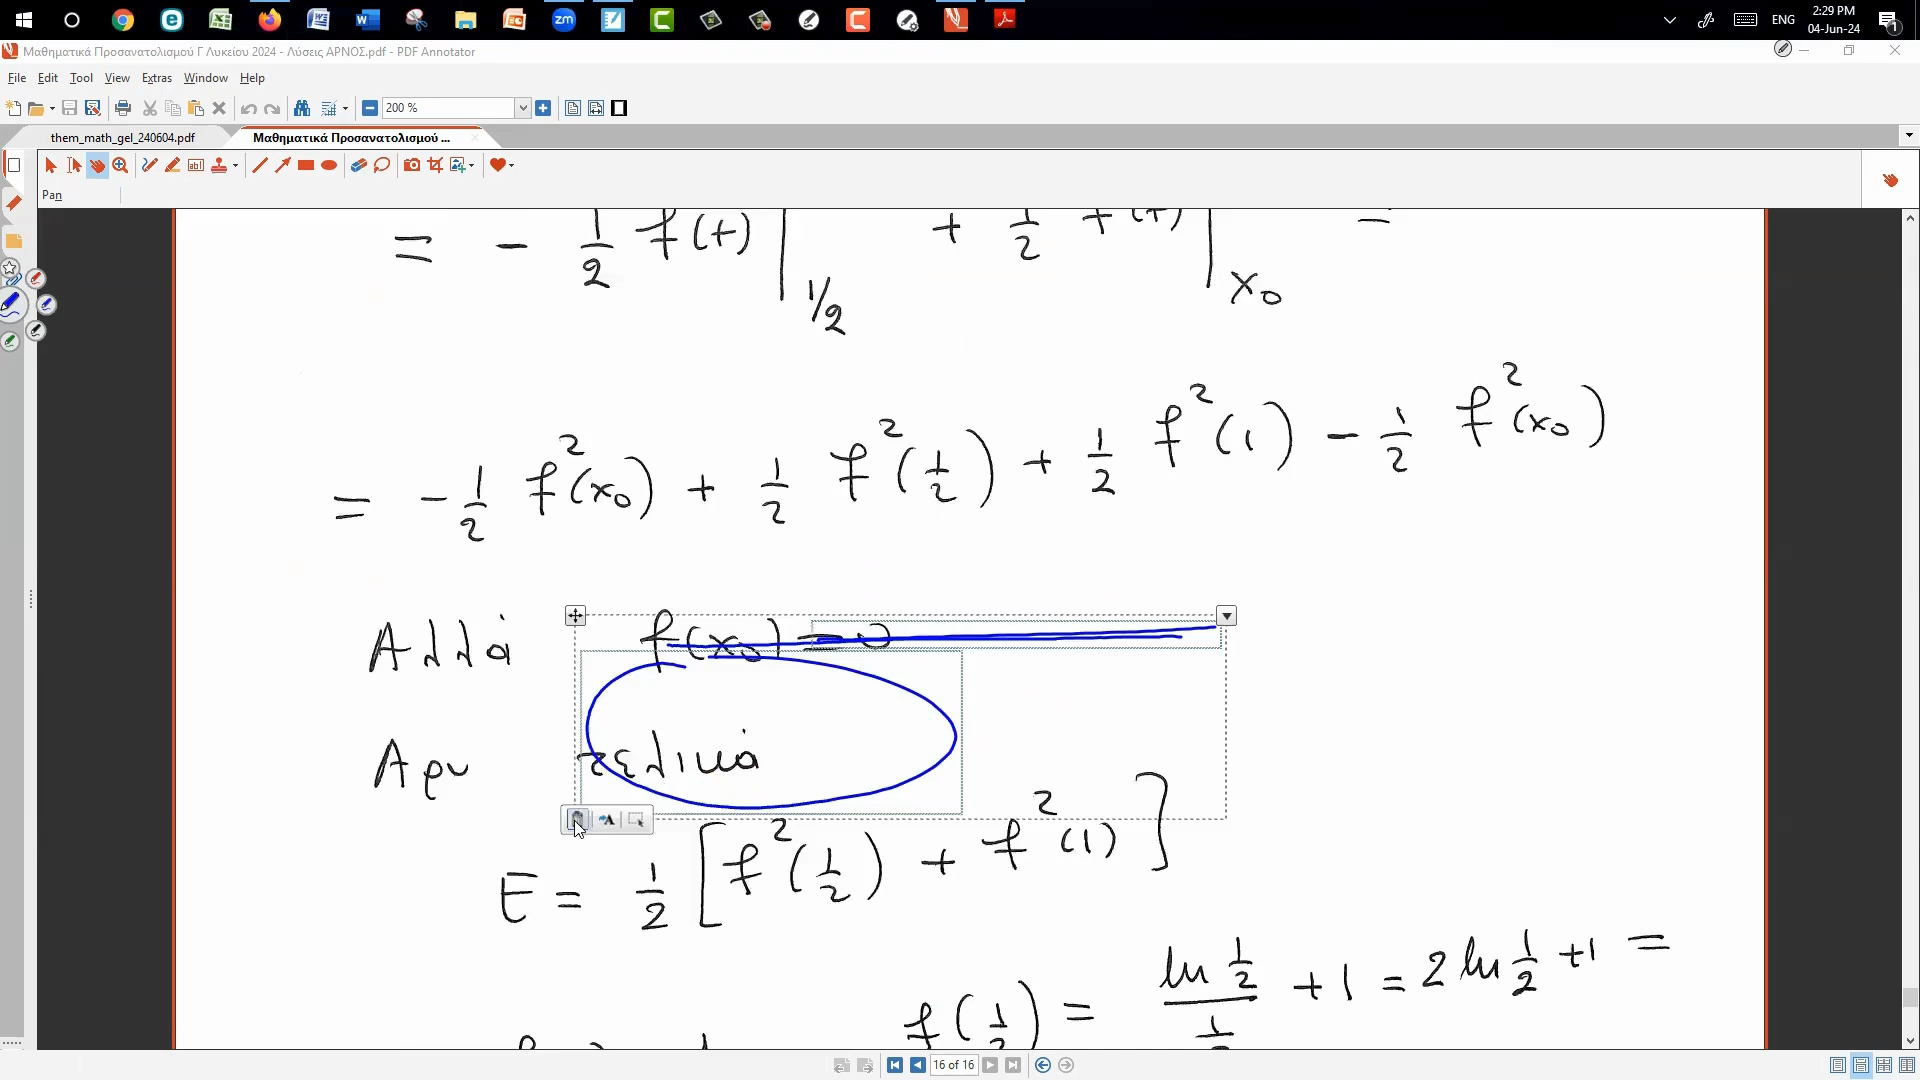 2:29 PM
ENG
04-Jun-24
1
Μαθηματικά Προσανατολισμού Γ Λυκείου 2024 - Λύσεις ΑΡΝΟΣ.pdf - PDF Annotator
File Edit Tool View Extras Window Help
200 %
them_math_gel_240604.pdf
Μαθηματικά Προσανατολισμού ...
Pan
= - 1/2 f(t) | 1/2 + 1/2 f(t) | x₀ =
= -1/2 f²(x₀) + 1/2 f²(1/2) + 1/2 f²(1) - 1/2 f²(x₀)
Αλλά f(x₀) = 0
Αρν τελικά
E = 1/2 [f²(1/2) + f²(1)]
f(1/2) = ln 1/2 / 1/2 + 1 = 2 ln 1/2 + 1 =
16 of 16